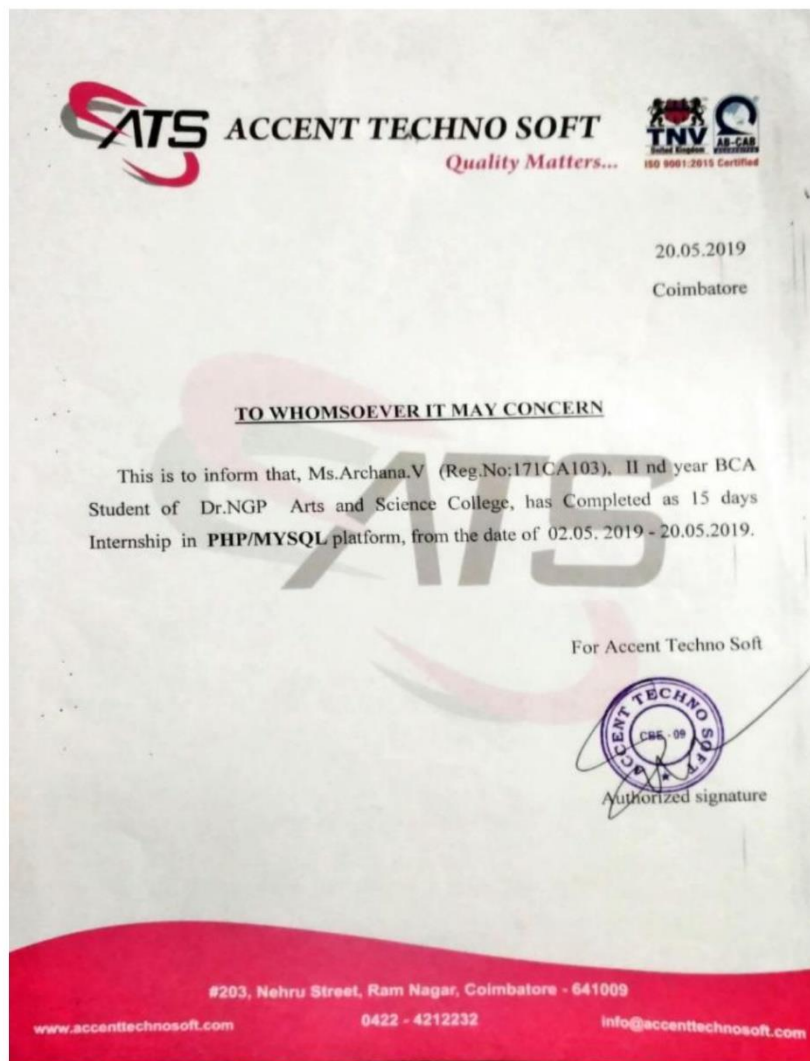 ATS ACCENT TECHNO SOFT
Quality Matters...
TNV
United Kingdom
AB-CAB
ISO 9001:2015 Certified
20.05.2019
Coimbatore
TO WHOMSOEVER IT MAY CONCERN
This is to inform that, Ms.Archana.V (Reg.No:171CA103), II nd year BCA
Student of Dr.NGP Arts and Science College, has Completed as 15 days
Internship in PHP/MYSQL platform, from the date of 02.05. 2019 - 20.05.2019.
ATS
For Accent Techno Soft
ACCENT TECHNO SOFT
CBE - 09
Authorized signature
#203, Nehru Street, Ram Nagar, Coimbatore - 641009
www.accenttechnosoft.com 0422 - 4212232 info@accenttechnosoft.com